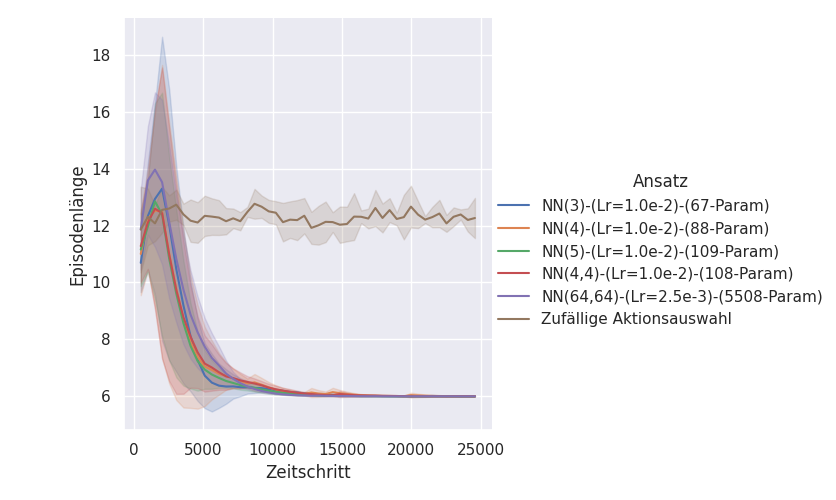 18
16
14
12
10
8
6
Episodenlänge
0 5000 10000 15000 20000 25000
Zeitschritt
Ansatz
NN(3)-(Lr=1.0e-2)-(67-Param)
NN(4)-(Lr=1.0e-2)-(88-Param)
NN(5)-(Lr=1.0e-2)-(109-Param)
NN(4,4)-(Lr=1.0e-2)-(108-Param)
NN(64,64)-(Lr=2.5e-3)-(5508-Param)
Zufällige Aktionsauswahl